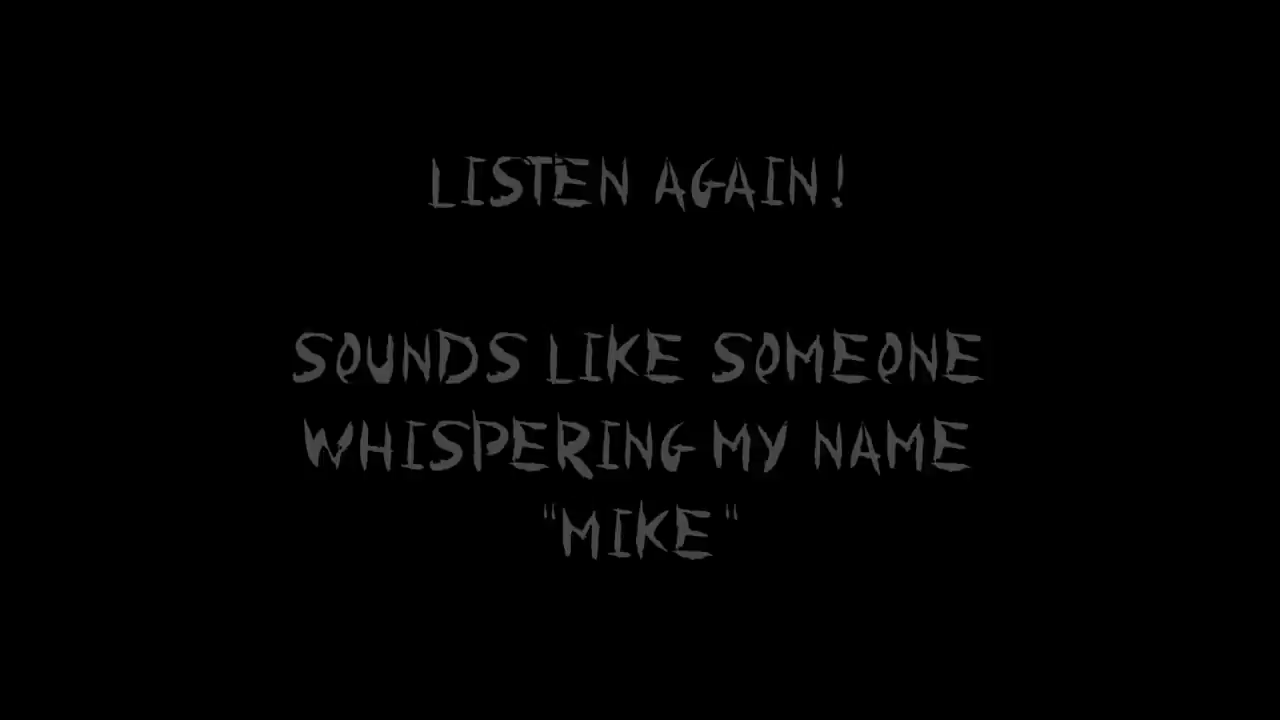 LISTEN AGAIN!
SOUNDS LIKE SOMEONE
WHISPERING MY NAME
"MIKE"